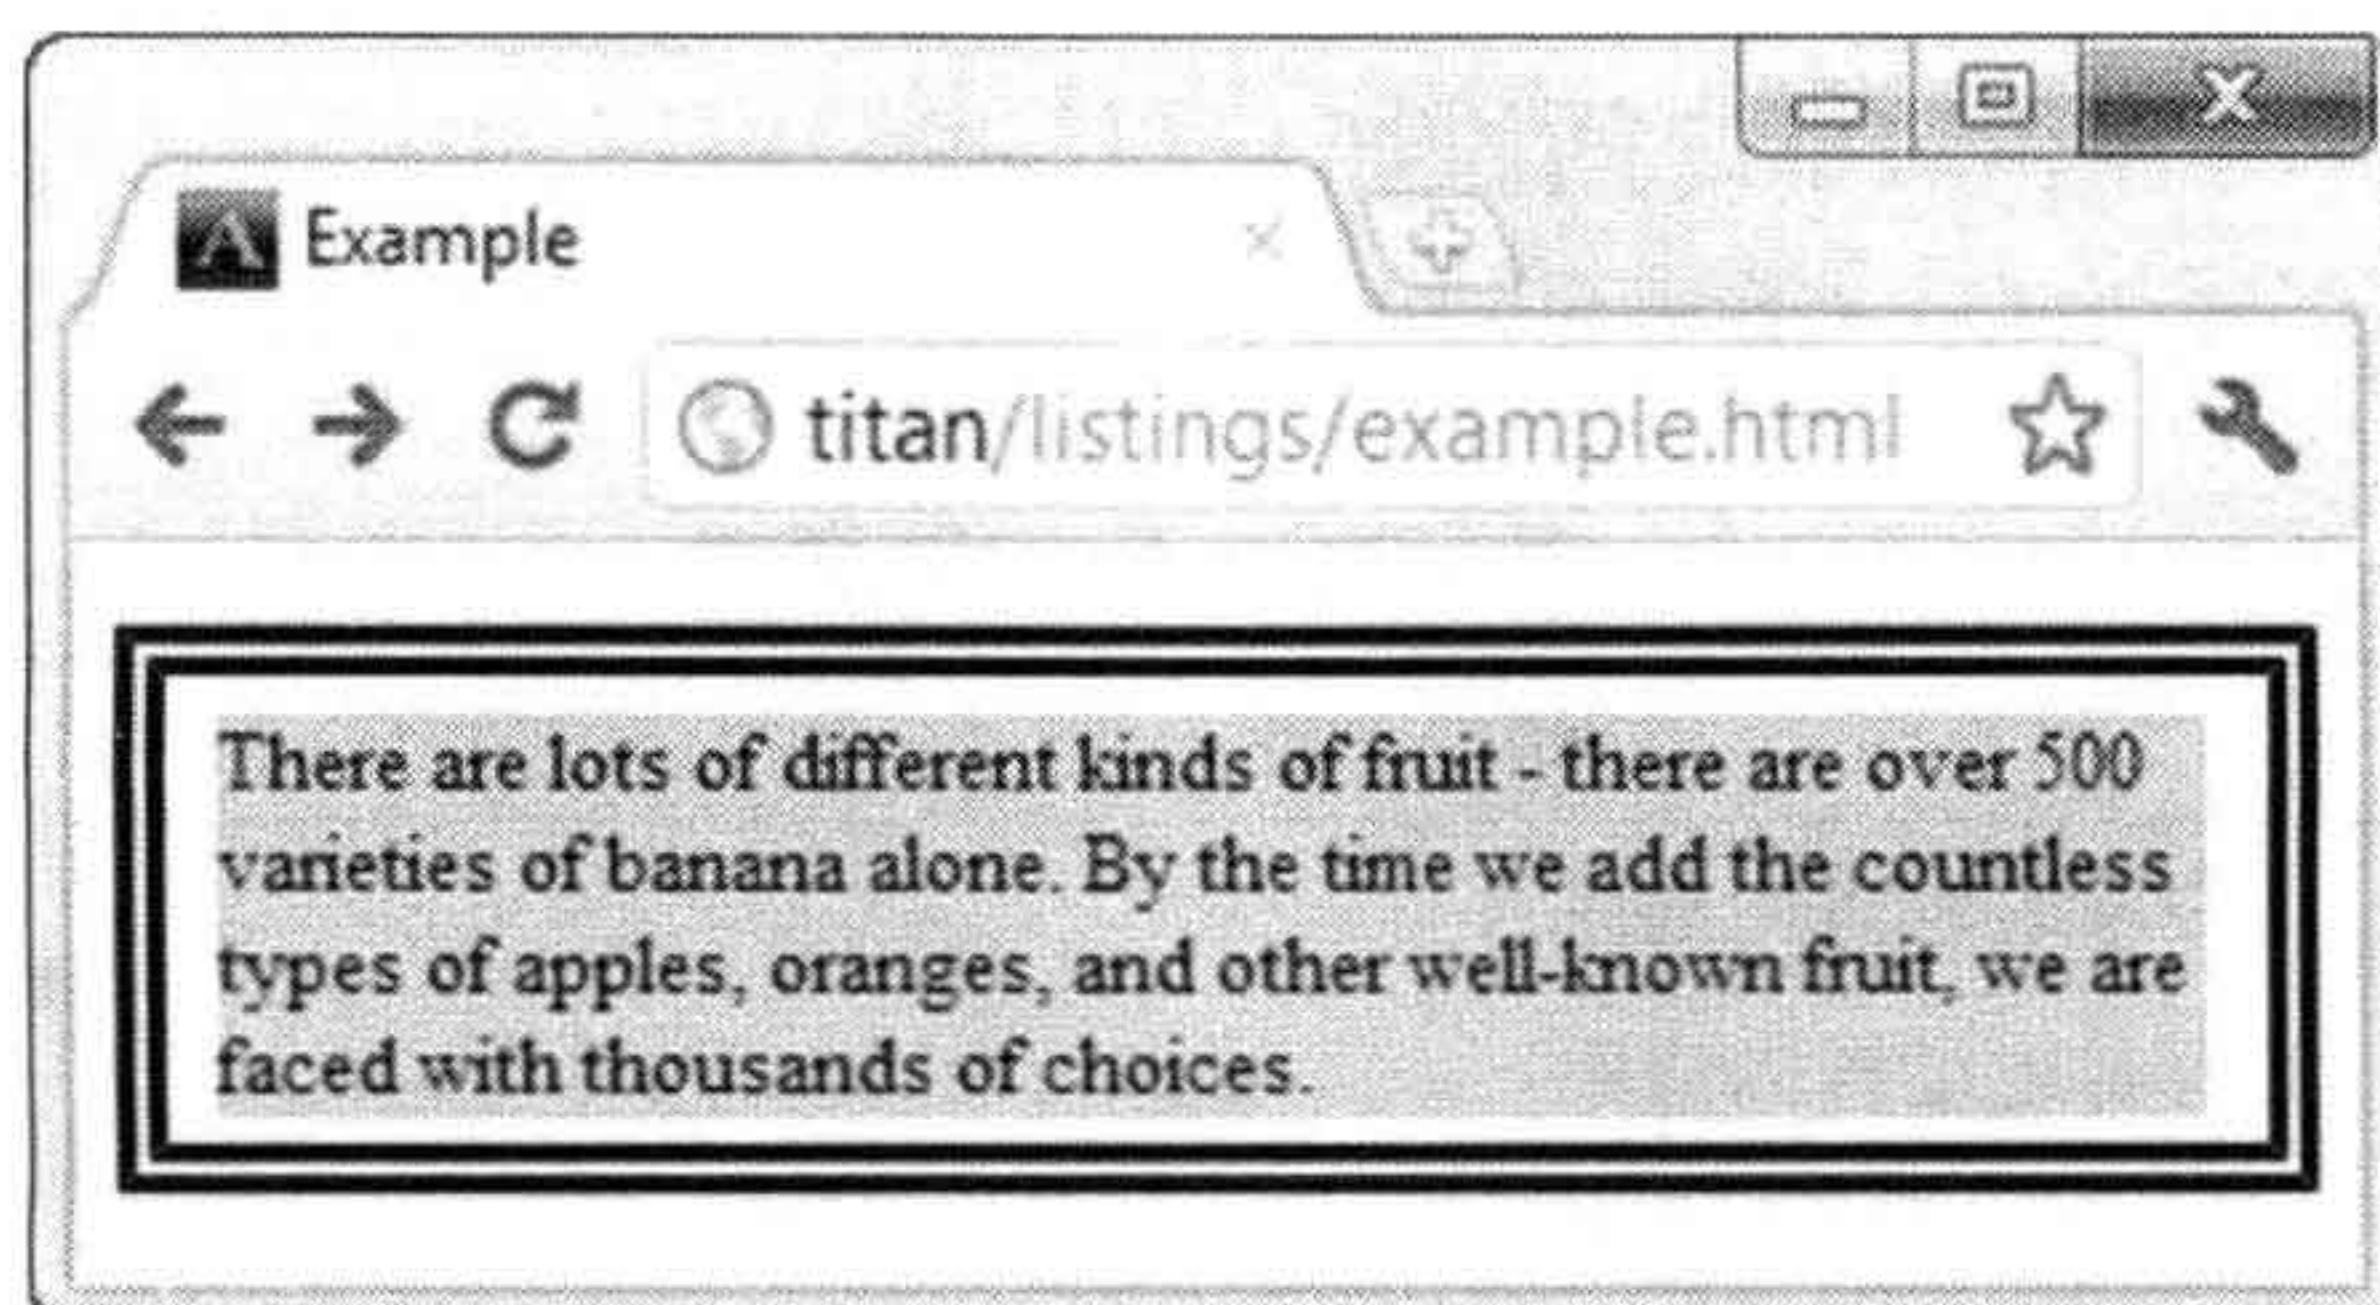 A Example
titan/listings/example.html
There are lots of different kinds of fruit - there are over 500
varieties of banana alone. By the time we add the countless
types of apples, oranges, and other well-known fruit, we are
faced with thousands of choices.